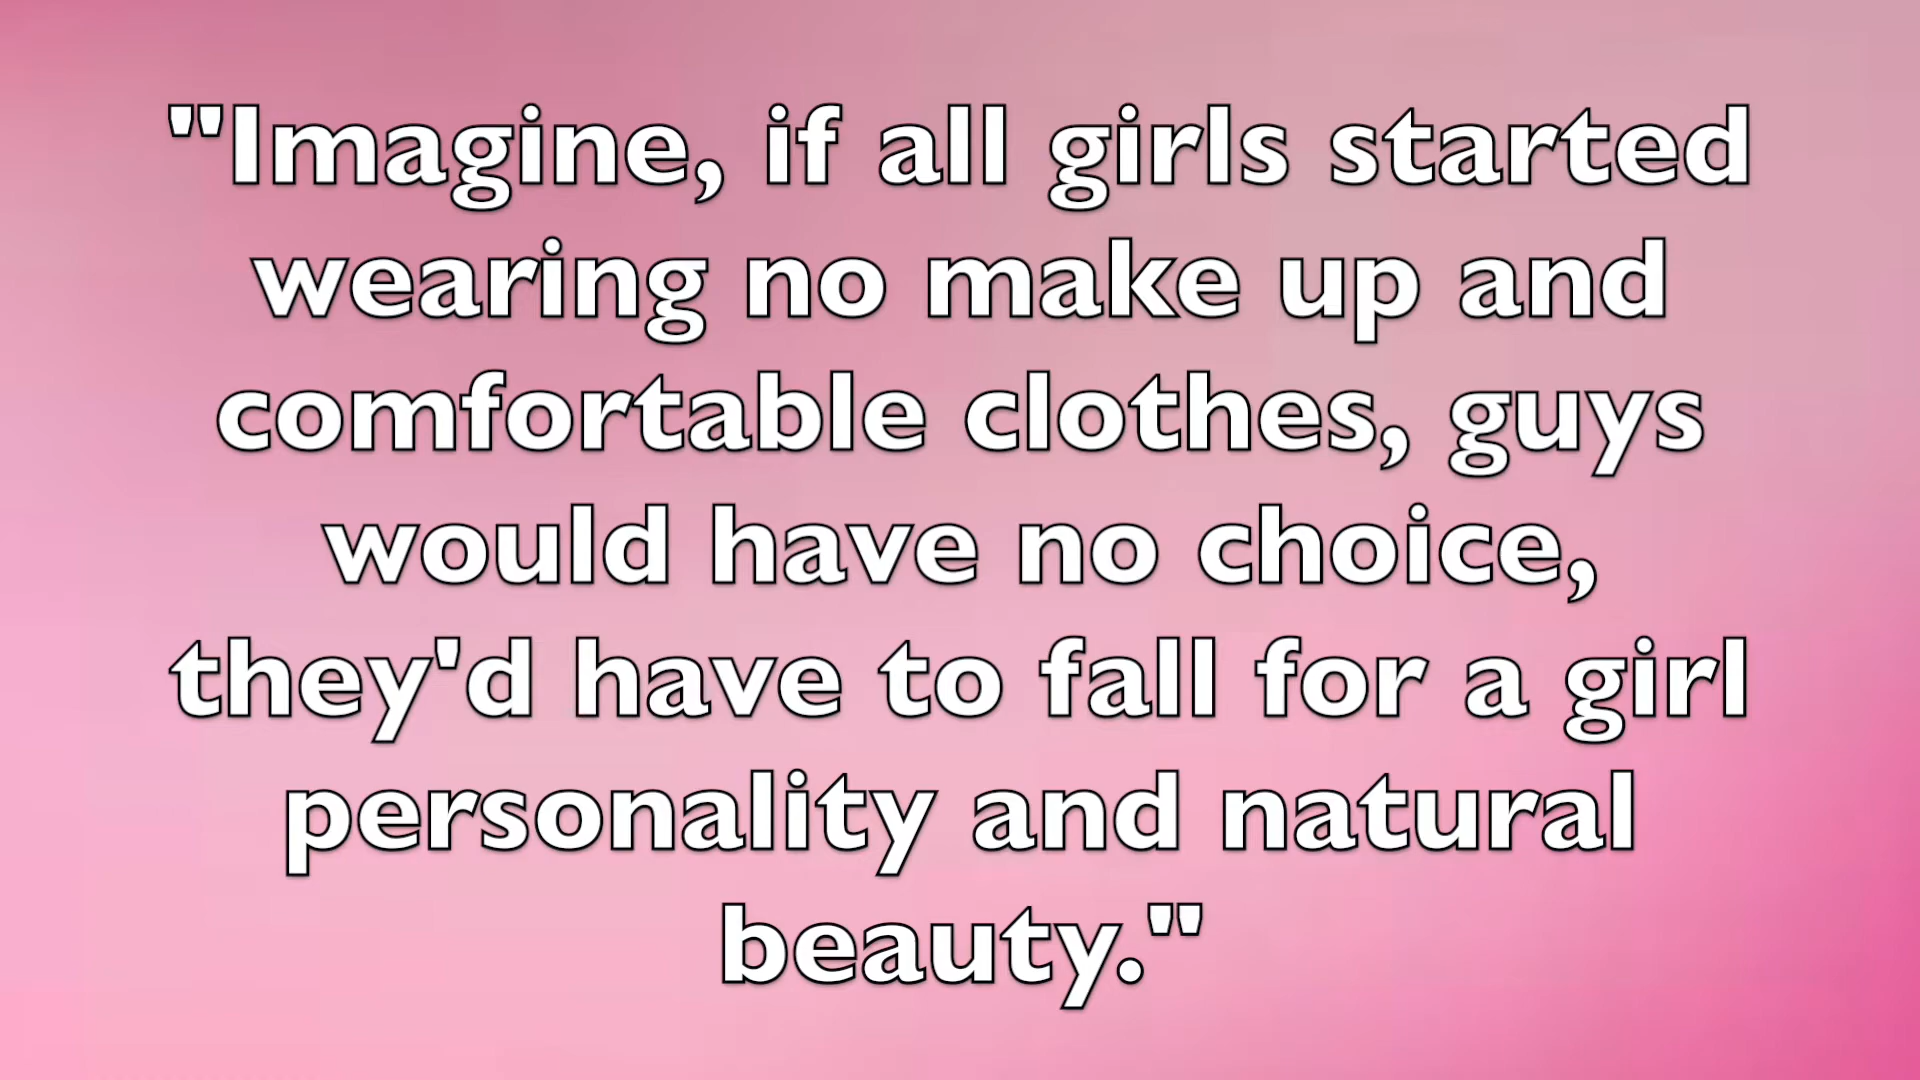 "Imagine, if all girls started
wearing no make up and
comfortable clothes, guys
would have no choice,
they'd have to fall for a girl
personality and natural
beauty."